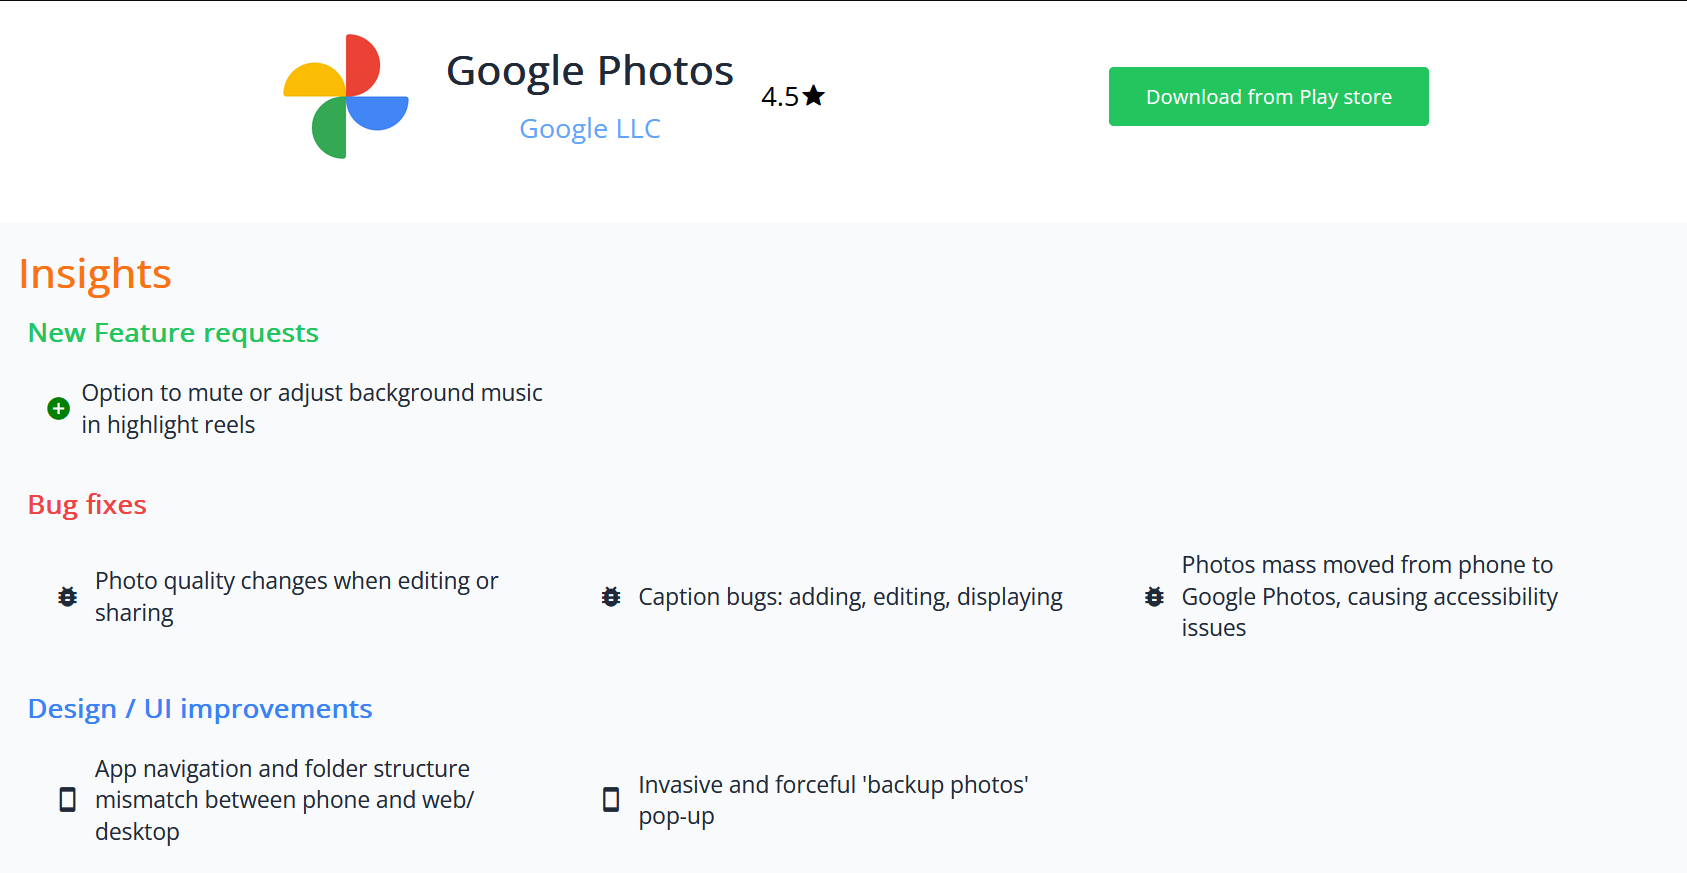 Google Photos
Google LLC
4.5★
Download from Play store
Insights
New Feature requests
Option to mute or adjust background music
in highlight reels
Bug fixes
Photo quality changes when editing or
sharing
Caption bugs: adding, editing, displaying
Photos mass moved from phone to
Google Photos, causing accessibility
issues
Design / UI improvements
App navigation and folder structure
mismatch between phone and web/
desktop
Invasive and forceful 'backup photos'
pop-up